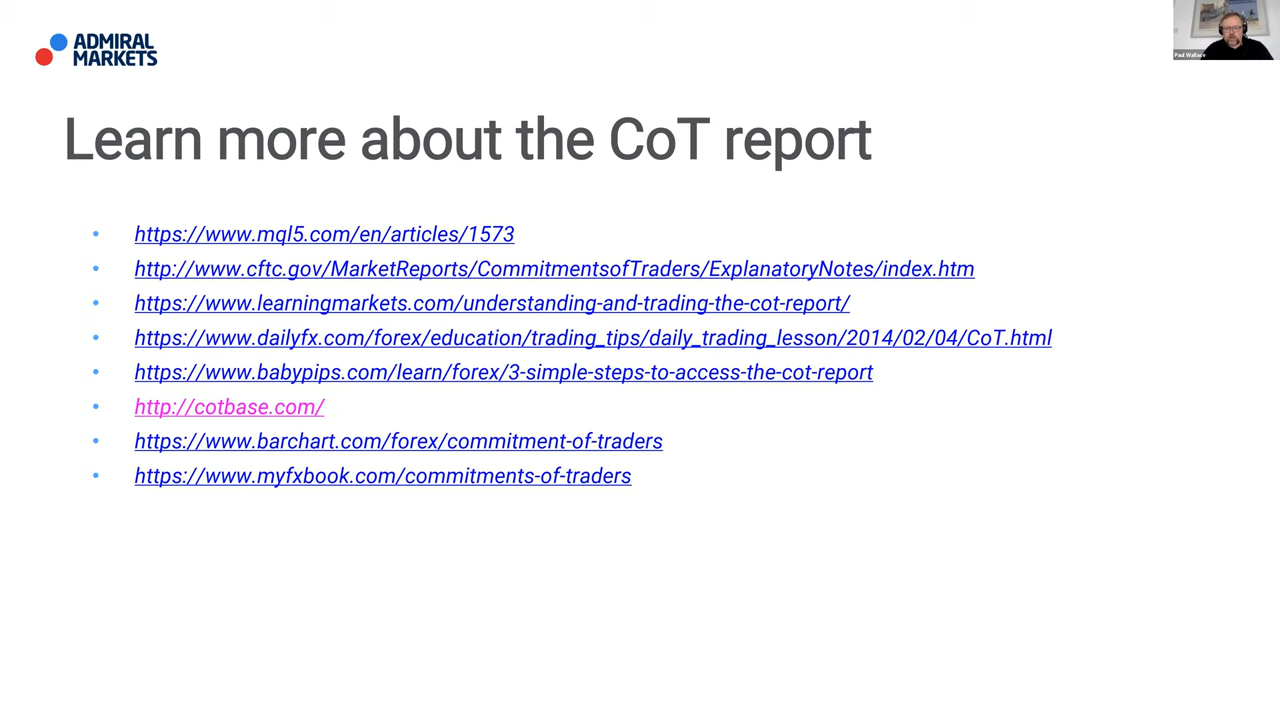 ADMIRAL
MARKETS
Paul Wallace
Learn more about the CoT report
• https://www.mql5.com/en/articles/1573
• http://www.cftc.gov/MarketReports/CommitmentsofTraders/ExplanatoryNotes/index.htm
• https://www.learningmarkets.com/understanding-and-trading-the-cot-report/
• https://www.dailyfx.com/forex/education/trading_tips/daily_trading_lesson/2014/02/04/CoT.html
• https://www.babypips.com/learn/forex/3-simple-steps-to-access-the-cot-report
• http://cotbase.com/
• https://www.barchart.com/forex/commitment-of-traders
• https://www.myfxbook.com/commitments-of-traders